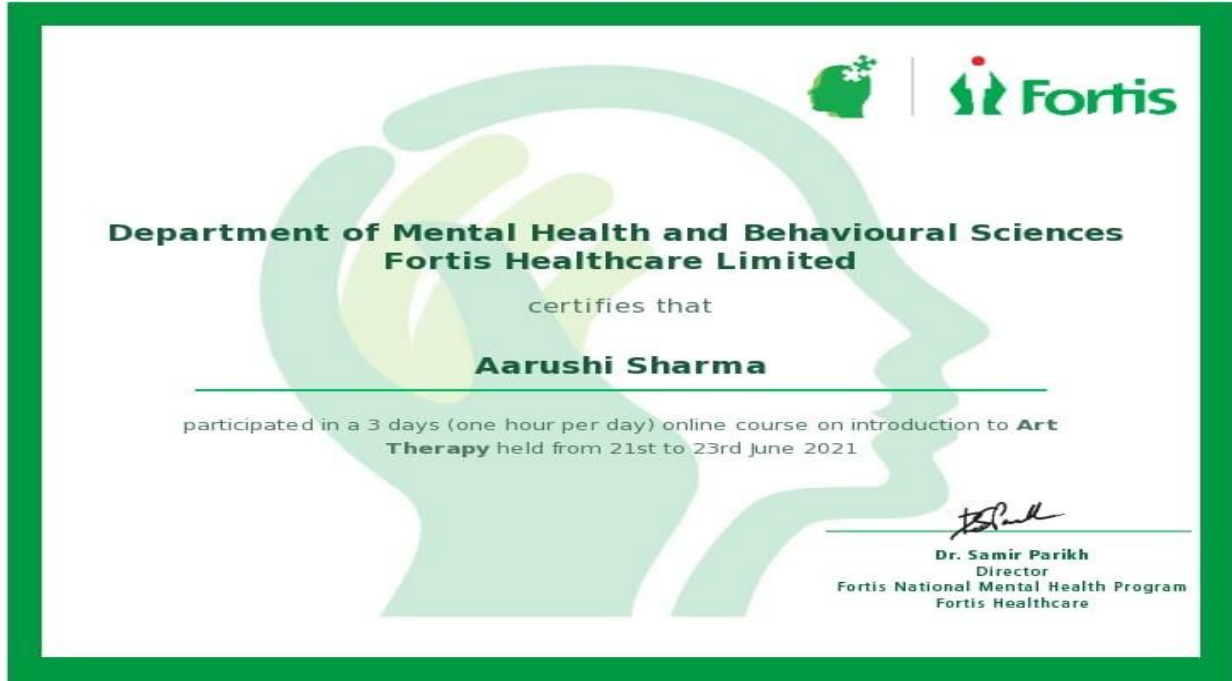 Fortis
Department of Mental Health and Behavioural Sciences
Fortis Healthcare Limited
certifies that
Aarushi Sharma
participated in a 3 days (one hour per day) online course on introduction to Art
Therapy held from 21st to 23rd June 2021
Dr. Samir Parikh
Director
Fortis National Mental Health Program
Fortis Healthcare